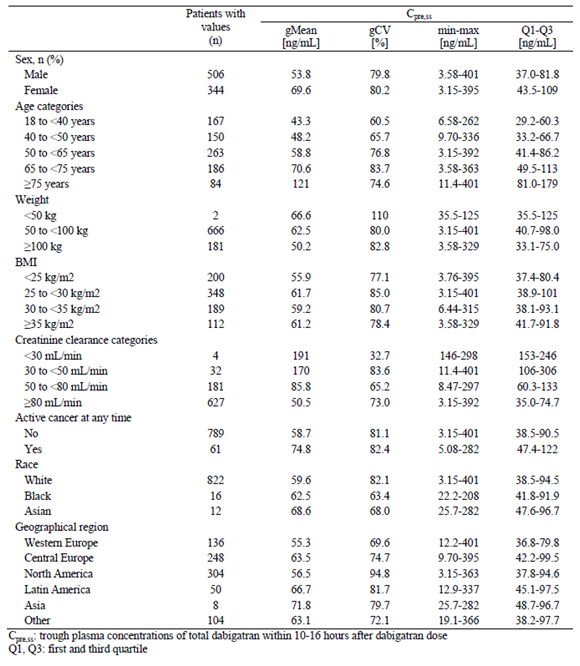 Patients with values (n) Cpre,ss
gMean [ng/mL] gCV [%] min-max [ng/mL] Q1-Q3 [ng/mL]
Sex, n (%)
Male 506 53.8 79.8 3.58-401 37.0-81.8
Female 344 69.6 80.2 3.15-395 43.5-109
Age categories
18 to <40 years 167 43.3 60.5 6.58-262 29.2-60.3
40 to <50 years 150 48.2 65.7 9.70-336 33.2-66.7
50 to <65 years 263 58.8 76.8 3.15-392 41.4-86.2
65 to <75 years 186 70.6 83.7 3.58-363 49.5-113
≥75 years 84 121 74.6 11.4-401 81.0-179
Weight
<50 kg 2 66.6 110 35.5-125 35.5-125
50 to <100 kg 666 62.5 80.0 3.15-401 40.7-98.0
≥100 kg 181 50.2 82.8 3.58-329 33.1-75.0
BMI
<25 kg/m2 200 55.9 77.1 3.76-395 37.4-80.4
25 to <30 kg/m2 348 61.7 85.0 3.15-401 38.9-101
30 to <35 kg/m2 189 59.2 80.7 6.44-315 38.1-93.1
≥35 kg/m2 112 61.2 78.4 3.58-329 41.7-91.8
Creatinine clearance categories
<30 mL/min 4 191 32.7 146-298 153-246
30 to <50 mL/min 32 170 83.6 11.4-401 106-306
50 to <80 mL/min 181 85.8 65.2 8.47-297 60.3-133
≥80 mL/min 627 50.5 73.0 3.15-392 35.0-74.7
Active cancer at any time
No 789 58.7 81.1 3.15-401 38.5-90.5
Yes 61 74.8 82.4 5.08-282 47.4-122
Race
White 822 59.6 82.1 3.15-401 38.5-94.5
Black 16 62.5 63.4 22.2-208 41.8-91.9
Asian 12 68.6 68.0 25.7-282 47.6-96.7
Geographical region
Western Europe 136 55.3 69.6 12.2-401 36.8-79.8
Central Europe 248 63.5 74.7 9.70-395 42.2-99.5
North America 304 56.5 94.8 3.15-363 37.8-94.6
Latin America 50 66.7 81.7 12.9-337 45.1-97.5
Asia 8 71.8 79.7 25.7-282 48.7-96.7
Other 104 63.1 72.1 19.1-366 38.2-97.7
Cpre,ss: trough plasma concentrations of total dabigatran within 10-16 hours after dabigatran dose
Q1, Q3: first and third quartile